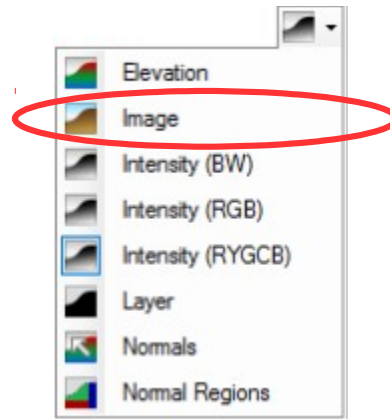 Elevation
Image
Intensity (BW)
Intensity (RGB)
Intensity (RYGCB)
Layer
Normals
Normal Regions